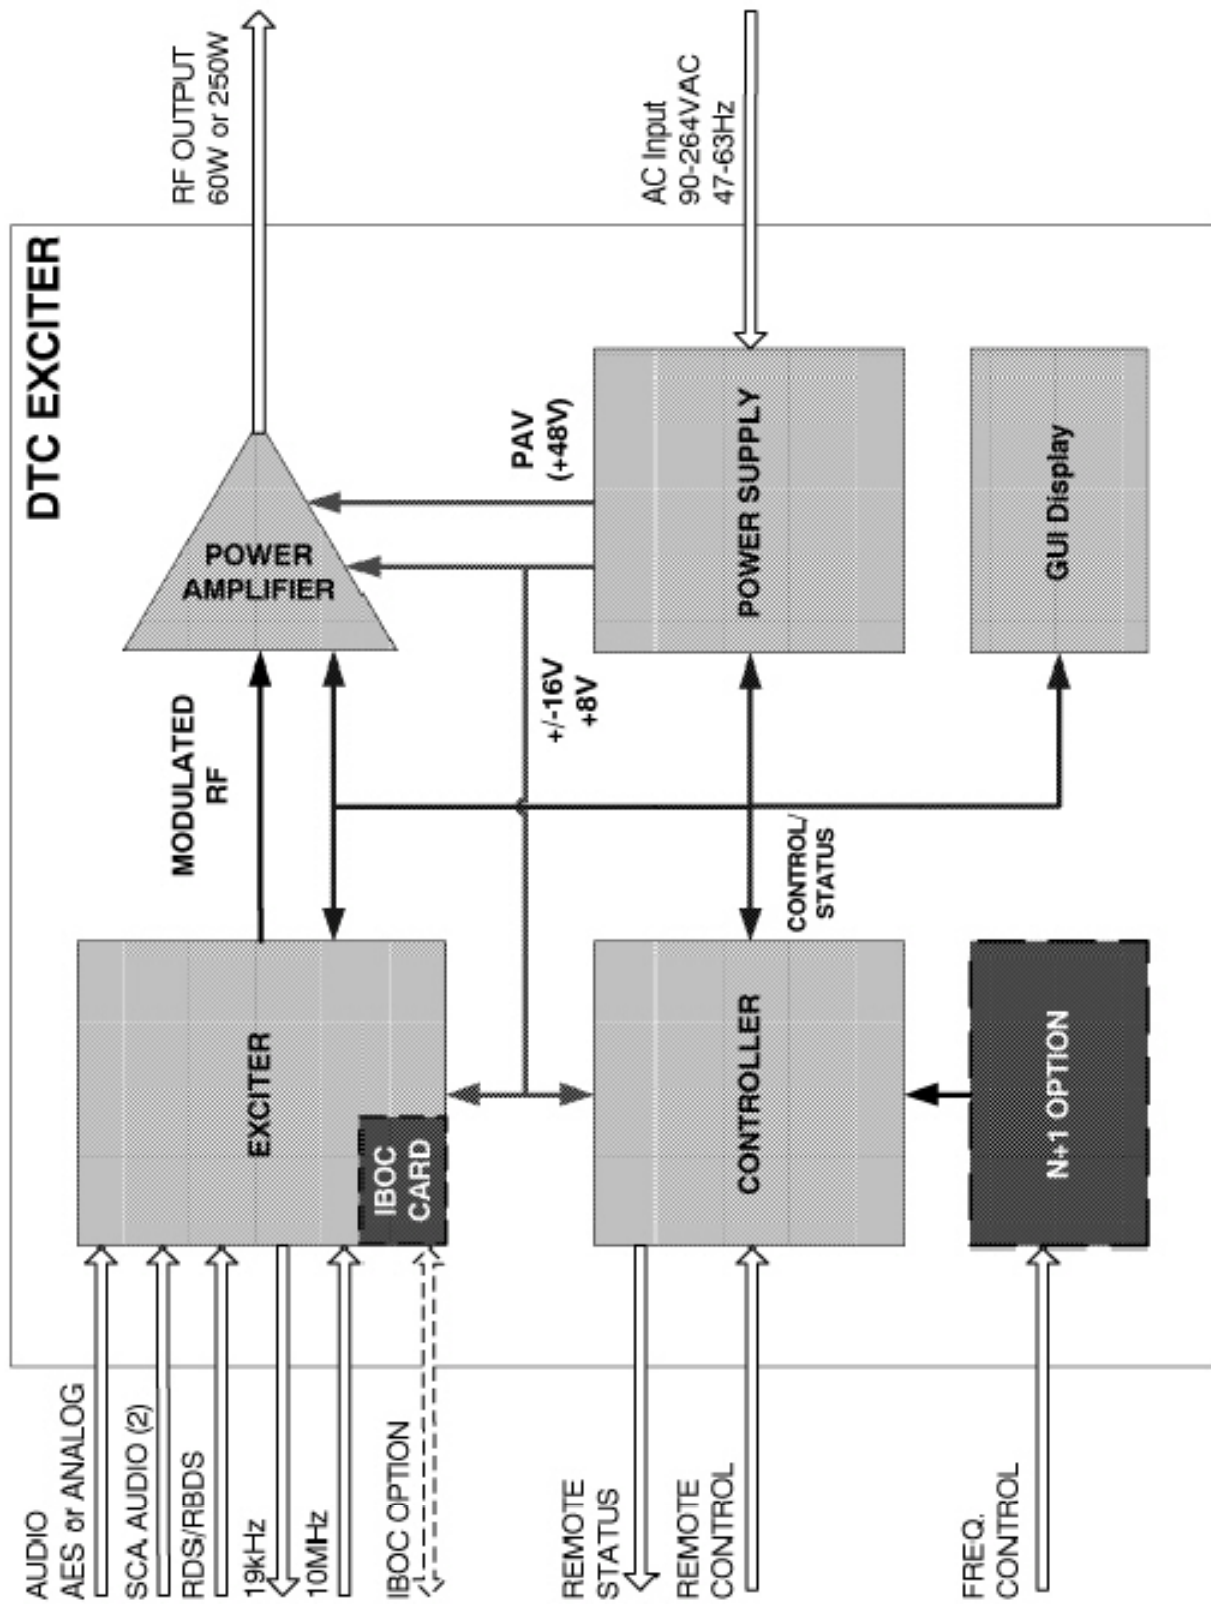 DTC EXCITER
AUDIO
AES or ANALOG
SCA AUDIO (2)
RDS/RBDS
19kHz
10MHz
IBOC OPTION
EXCITER
IBOC
CARD
MODULATED
RF
POWER
AMPLIFIER
RF OUTPUT
60W or 250W
+/-16V
+8V
PAV
(+48V)
REMOTE
STATUS
REMOTE
CONTROL
CONTROLLER
CONTROL/
STATUS
POWER SUPPLY
AC Input
90-264VAC
47-63Hz
FREQ.
CONTROL
N+1 OPTION
GUI Display